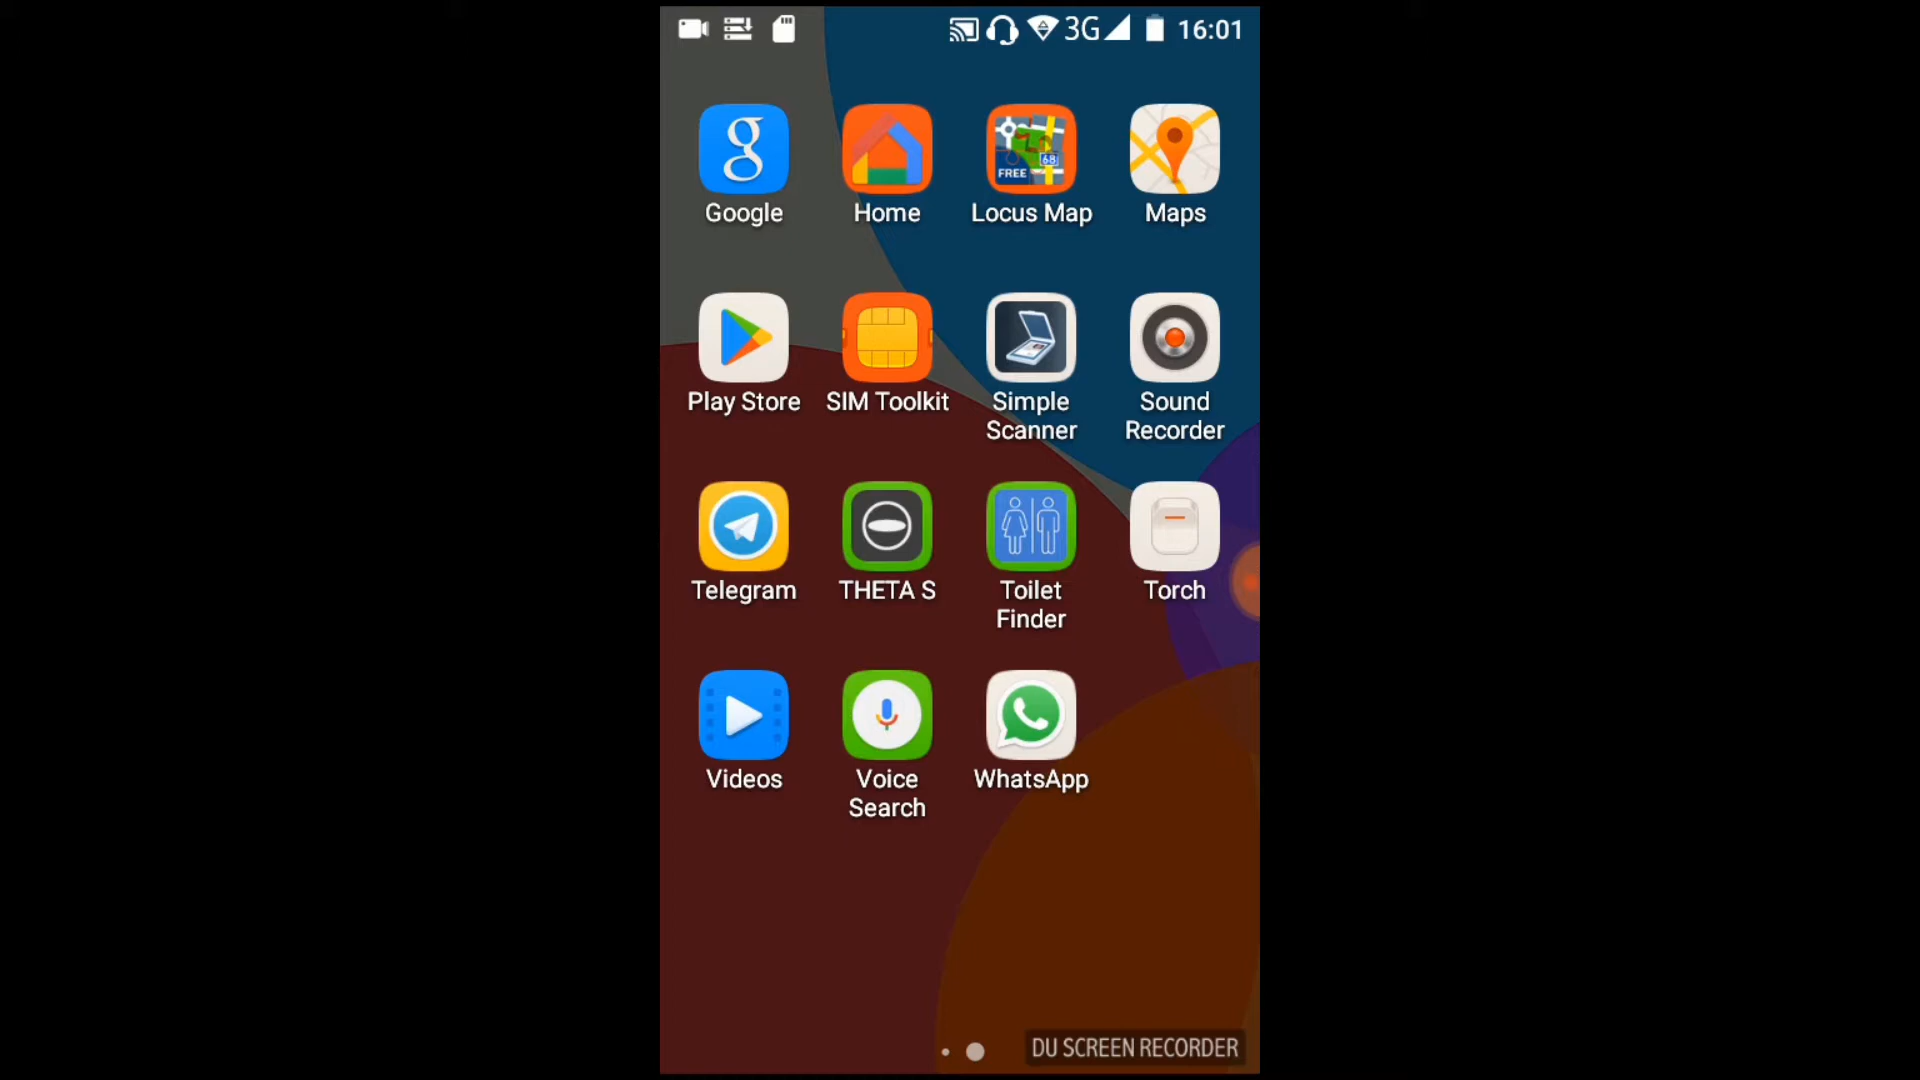 3G 16:01
g
FREE 68
Google Home Locus Map Maps
Play Store SIM Toolkit Simple Scanner Sound Recorder
Telegram THETA S Toilet Finder Torch
Videos Voice Search WhatsApp
DU SCREEN RECORDER